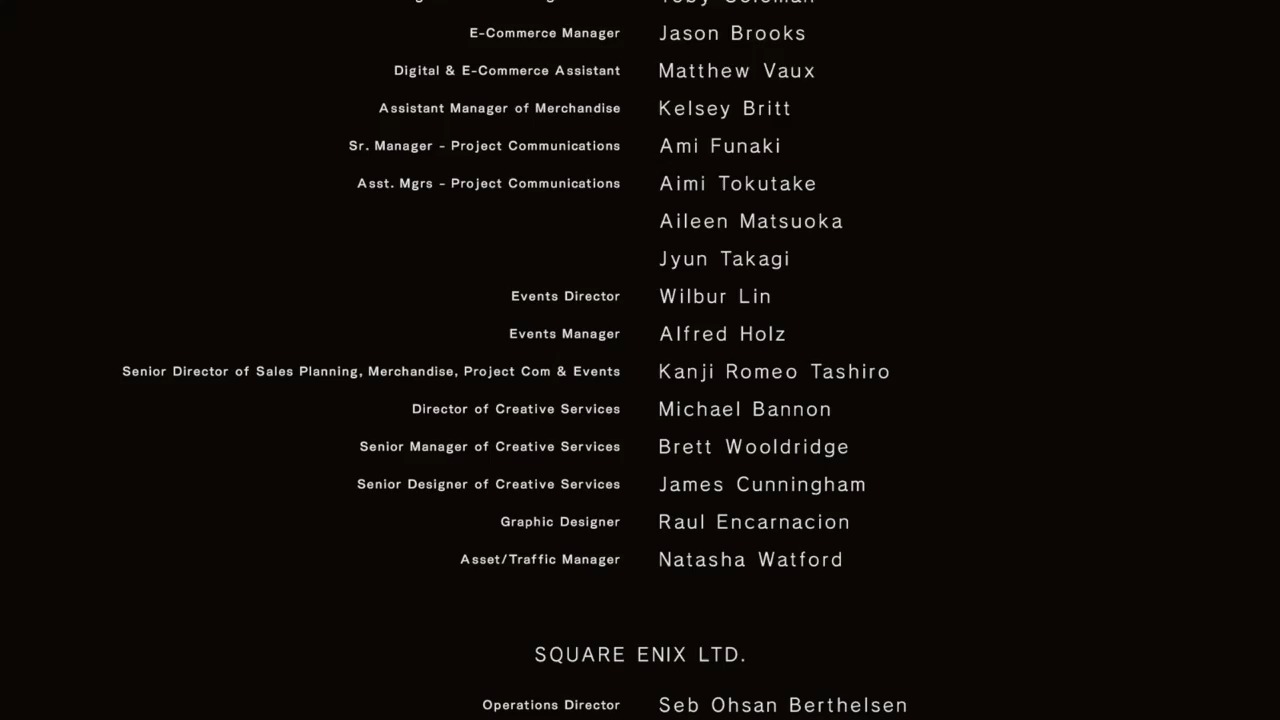 E-Commerce Manager Jason Brooks
Digital & E-Commerce Assistant Matthew Vaux
Assistant Manager of Merchandise Kelsey Britt
Sr. Manager - Project Communications Ami Funaki
Asst. Mgrs - Project Communications Aimi Tokutake
Aileen Matsuoka
Jyun Takagi
Events Director Wilbur Lin
Events Manager Alfred Holz
Senior Director of Sales Planning, Merchandise, Project Com & Events Kanji Romeo Tashiro
Director of Creative Services Michael Bannon
Senior Manager of Creative Services Brett Wooldridge
Senior Designer of Creative Services James Cunningham
Graphic Designer Raul Encarnacion
Asset/Traffic Manager Natasha Watford
SQUARE ENIX LTD.
Operations Director Seb Ohsan Berthelsen